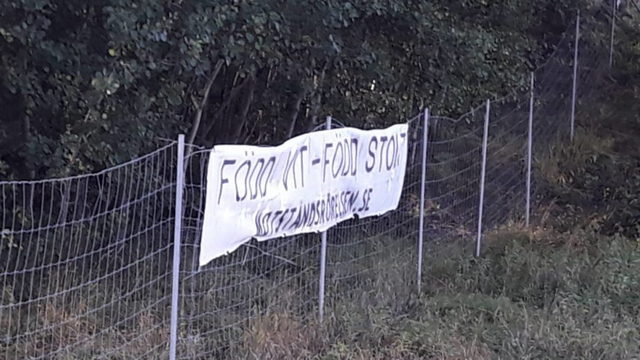 FÖDD VIT - FÖDD STOLT
MOTSTÅNDSRÖRELSEN.SE